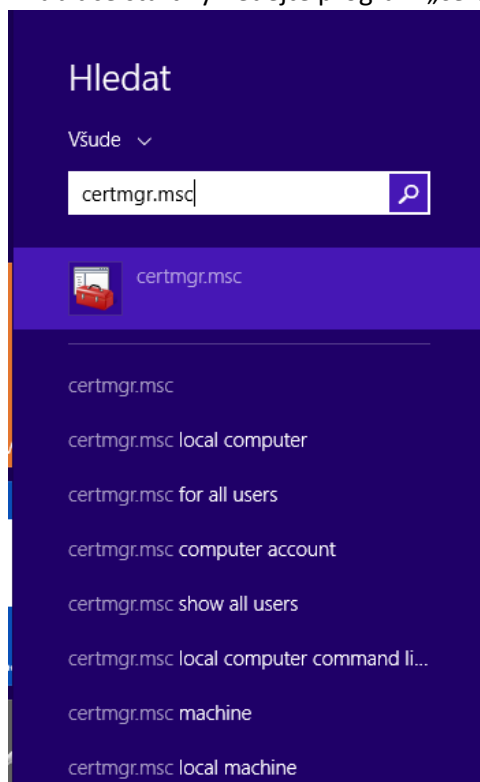 Hledat
Všude
certmgr.msc
certmgr.msc
certmgr.msc
certmgr.msc local computer
certmgr.msc for all users
certmgr.msc computer account
certmgr.msc show all users
certmgr.msc local computer command li...
certmgr.msc machine
certmgr.msc local machine